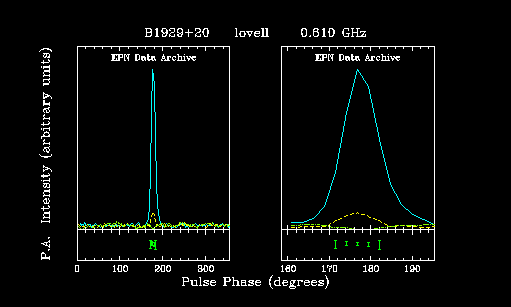 B1929+20 lovell 0.610 GHz
EPN Data Archive EPN Data Archive
P.A. Intensity (arbitrary units)
0 100 200 300 160 170 180 190
Pulse Phase (degrees)